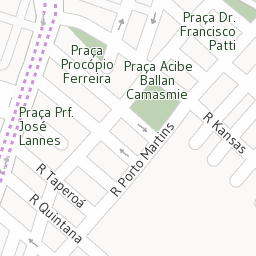 Praça Dr.
Francisco
Patti
Praça
Procópio
Ferreira
Praça Acibe
Ballan
Camasmie
Praça Prf.
José
Lannes
R Kansas
R Porto Martins
R Taperoá
R Quintana